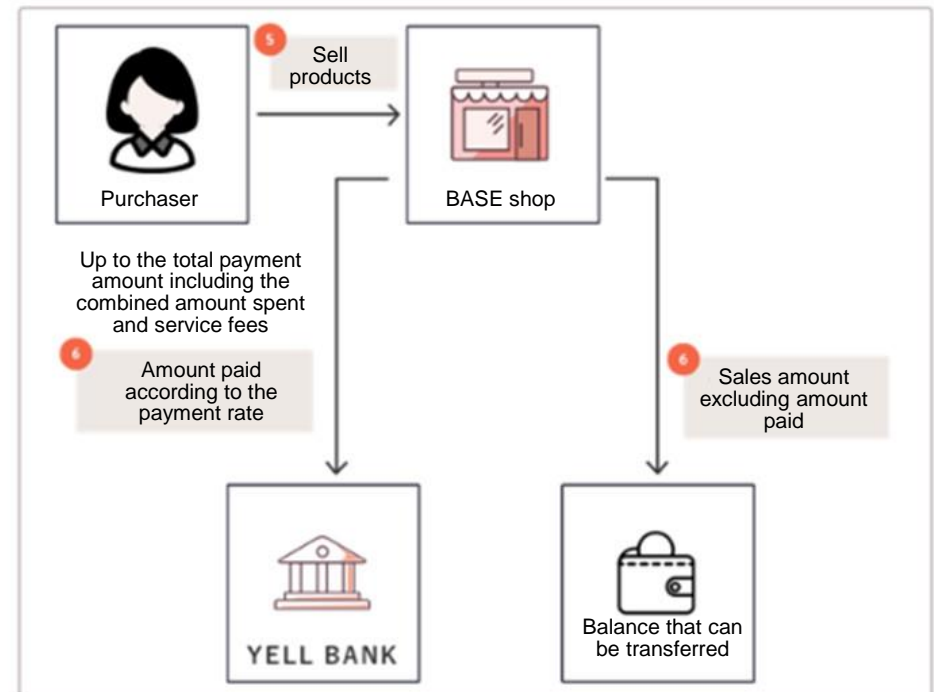 5
Sell
products
Purchaser
BASE shop
Up to the total payment
amount including the
combined amount spent
and service fees
6
Amount paid
according to the
payment rate
6
Sales amount
excluding amount
paid
YELL BANK
Balance that can
be transferred